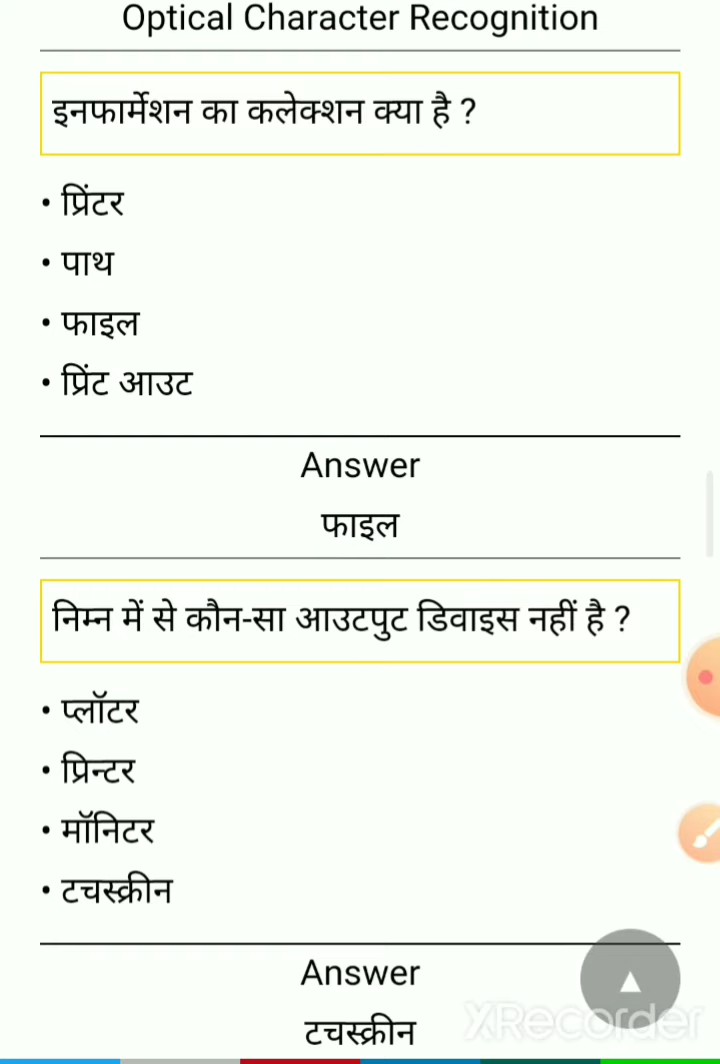 Optical Character Recognition
इनफार्मेशन का कलेक्शन क्या है ?
• प्रिंटर
• पाथ
• फाइल
• प्रिंट आउट
Answer
फाइल
निम्न में से कौन-सा आउटपुट डिवाइस नहीं है ?
• प्लॉटर
• प्रिन्टर
• मॉनिटर
• टचस्क्रीन
Answer
टचस्क्रीन
XRecorder